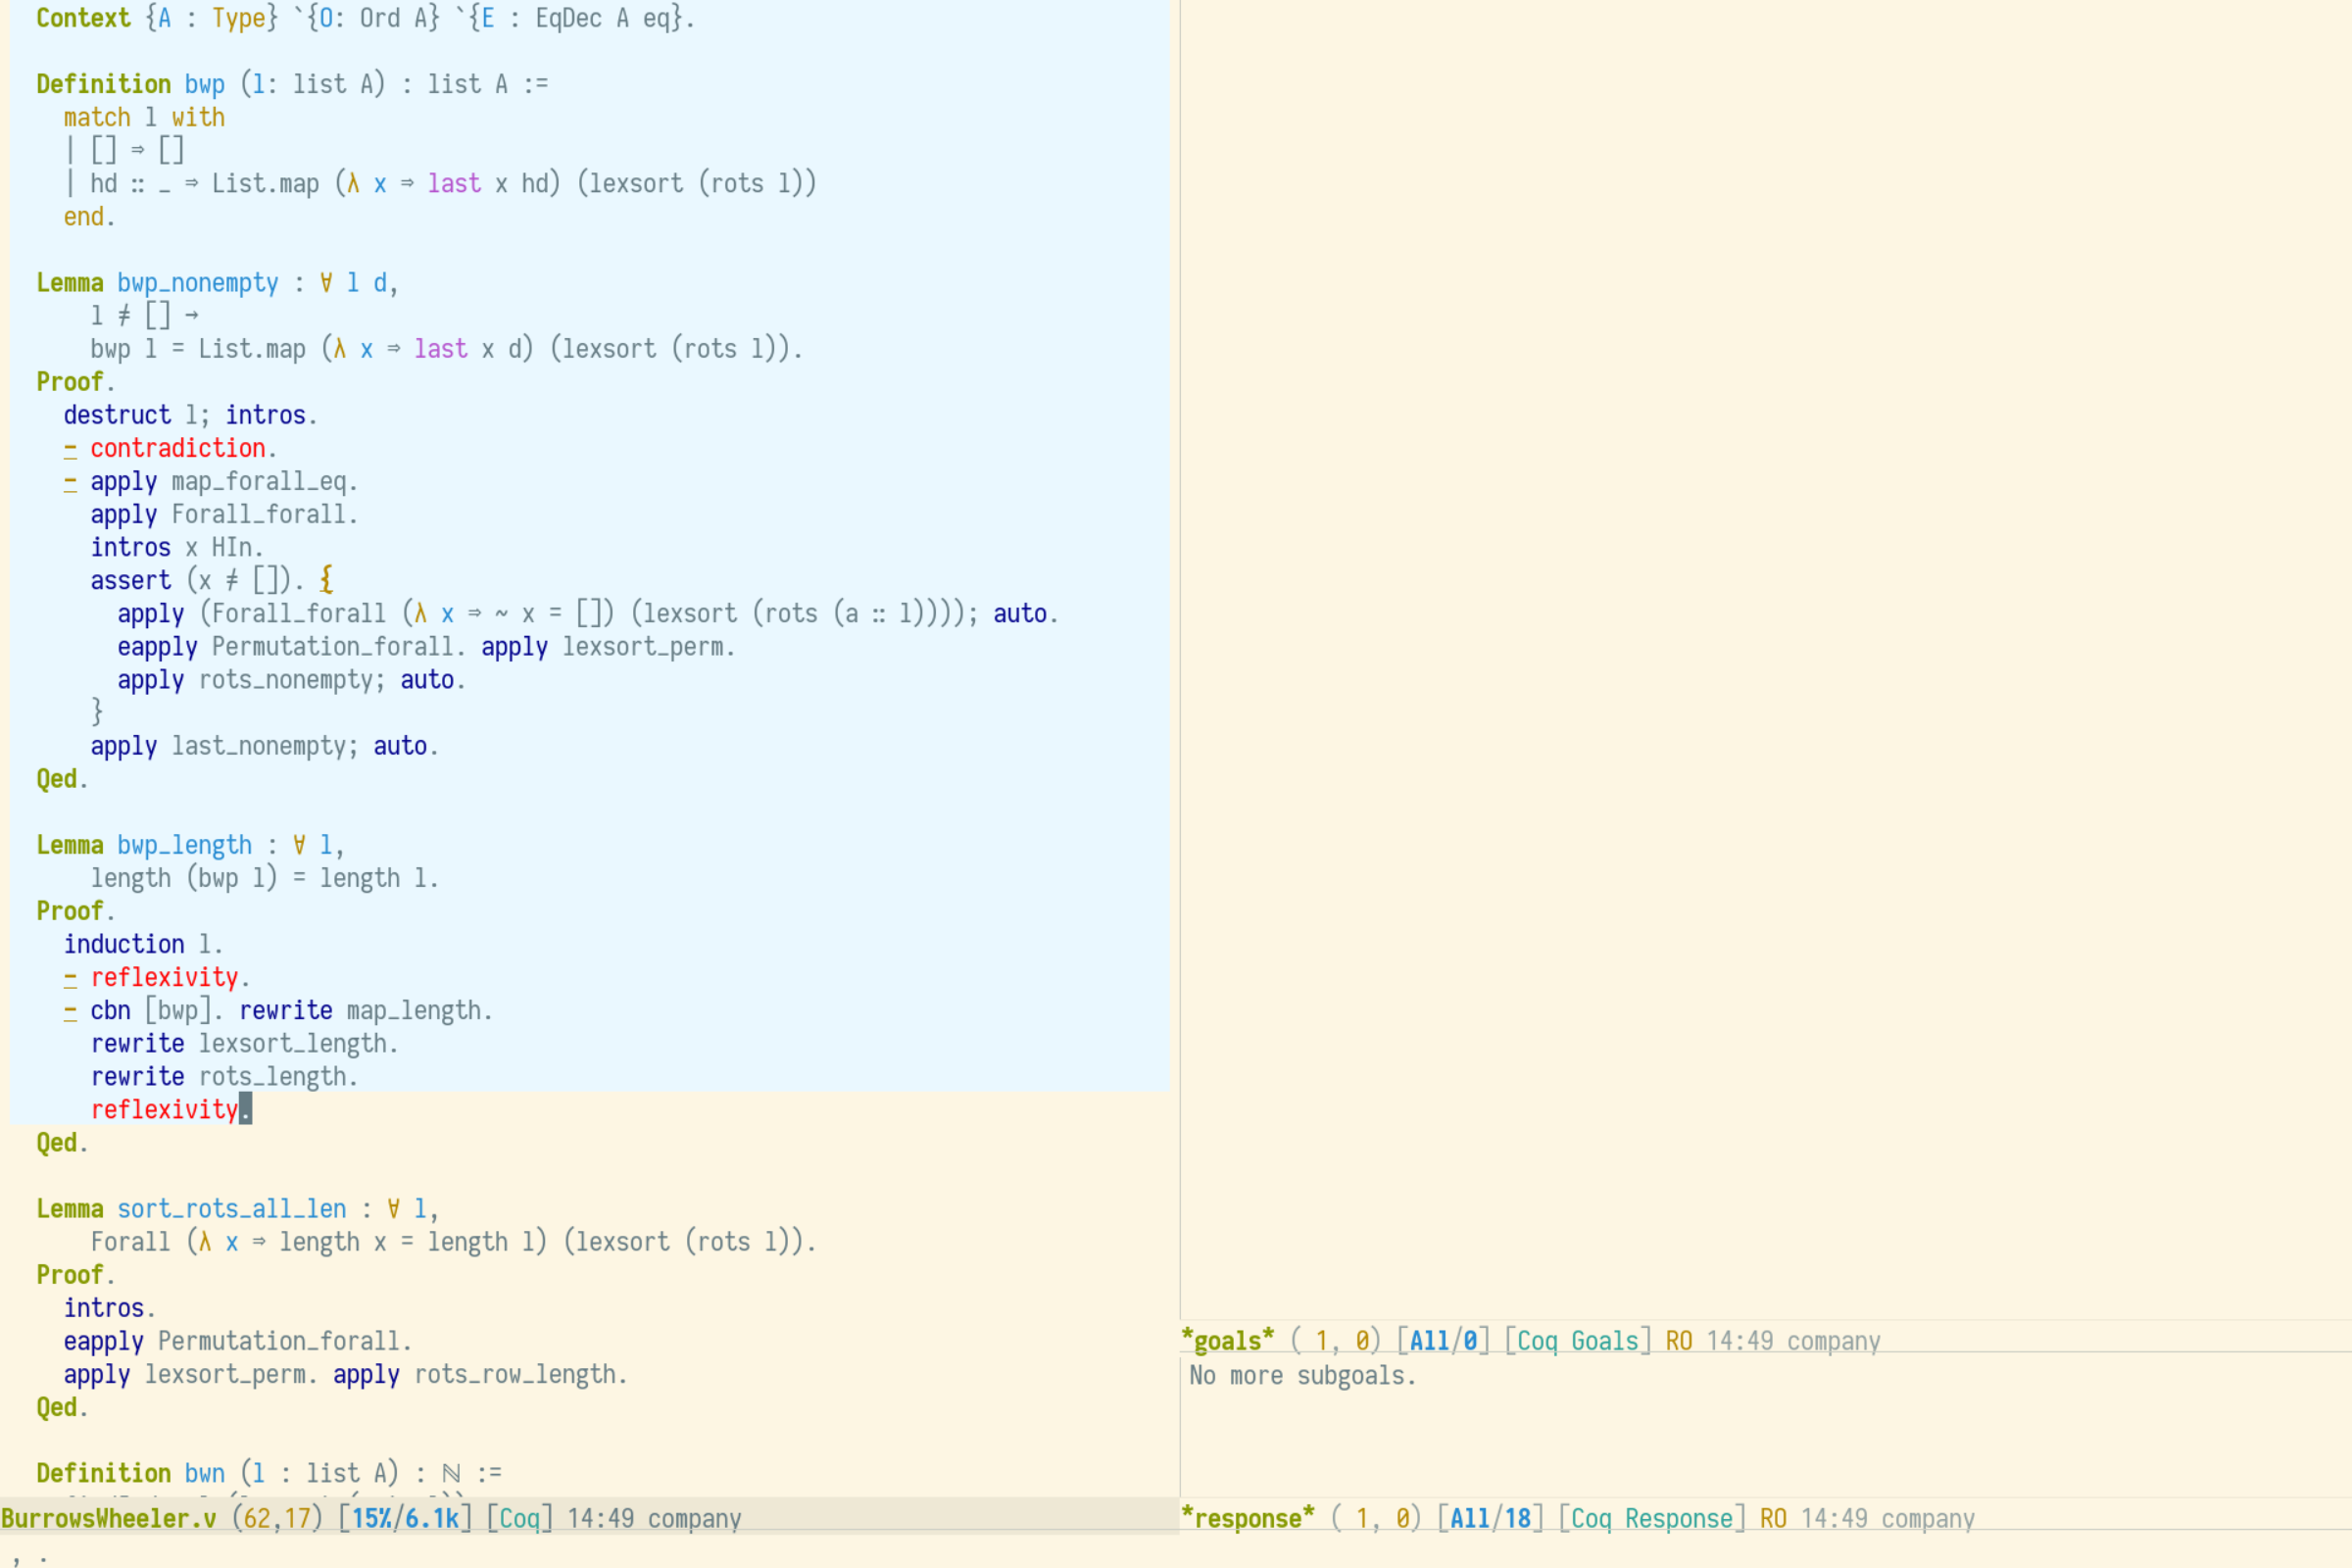 Context {A : Type} `{O: Ord A} `{E : EqDec A eq}.
Definition bwp (l: list A) : list A :=
match l with
| [] ⇒ []
| hd :: _ ⇒ List.map (λ x ⇒ last x hd) (lexsort (rots l))
end.
Lemma bwp_nonempty : ∀ l d,
l ≠ [] →
bwp l = List.map (λ x ⇒ last x d) (lexsort (rots l)).
Proof.
destruct l; intros.
- contradiction.
- apply map_forall_eq.
apply Forall_forall.
intros x HIn.
assert (x ≠ []). {
apply (Forall_forall (λ x ⇒ ~ x = []) (lexsort (rots (a :: l)))); auto.
eapply Permutation_forall. apply lexsort_perm.
apply rots_nonempty; auto.
}
apply last_nonempty; auto.
Qed.
Lemma bwp_length : ∀ l,
length (bwp l) = length l.
Proof.
induction l.
- reflexivity.
- cbn [bwp]. rewrite map_length.
rewrite lexsort_length.
rewrite rots_length.
reflexivity.
Qed.
Lemma sort_rots_all_len : ∀ l,
Forall (λ x ⇒ length x = length l) (lexsort (rots l)).
Proof.
intros.
eapply Permutation_forall.
apply lexsort_perm. apply rots_row_length.
Qed.
Definition bwn (l : list A) : ℕ :=
BurrowsWheeler.v (62,17) [15%/6.1k] [Coq] 14:49 company
, .
*goals* ( 1, 0) [All/0] [Coq Goals] RO 14:49 company
No more subgoals.
*response* ( 1, 0) [All/18] [Coq Response] RO 14:49 company